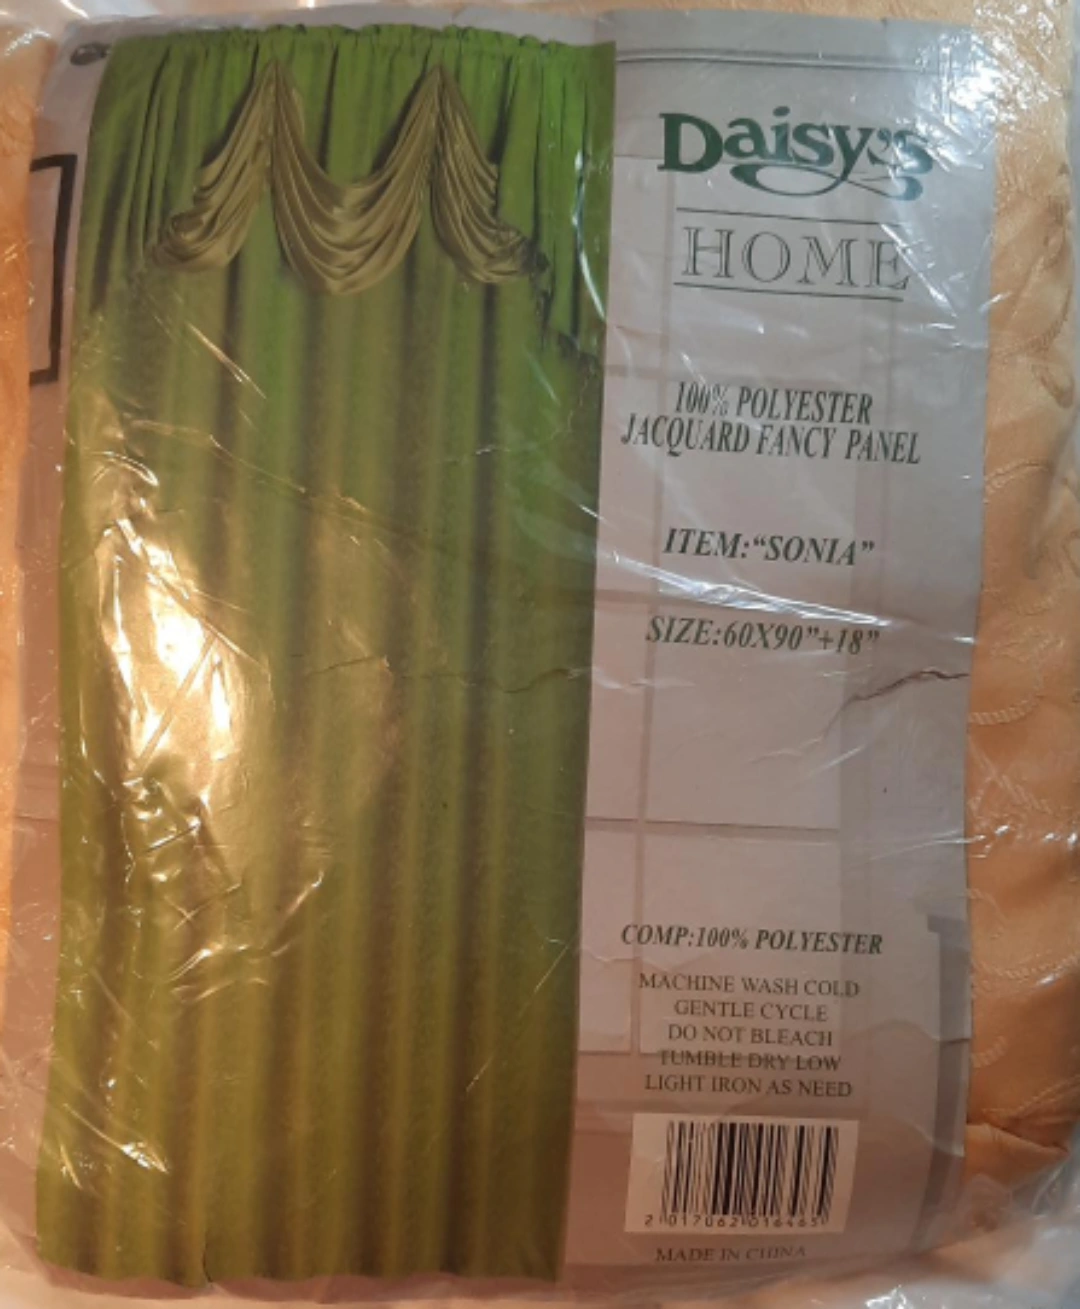 Daisy's
HOME
100% POLYESTER
JACQUARD FANCY PANEL
ITEM:“SONIA”
SIZE:60X90”+18”
COMP:100% POLYESTER
MACHINE WASH COLD
GENTLE CYCLE
DO NOT BLEACH
TUMBLE DRY LOW
LIGHT IRON AS NEED
MADE IN CHINA